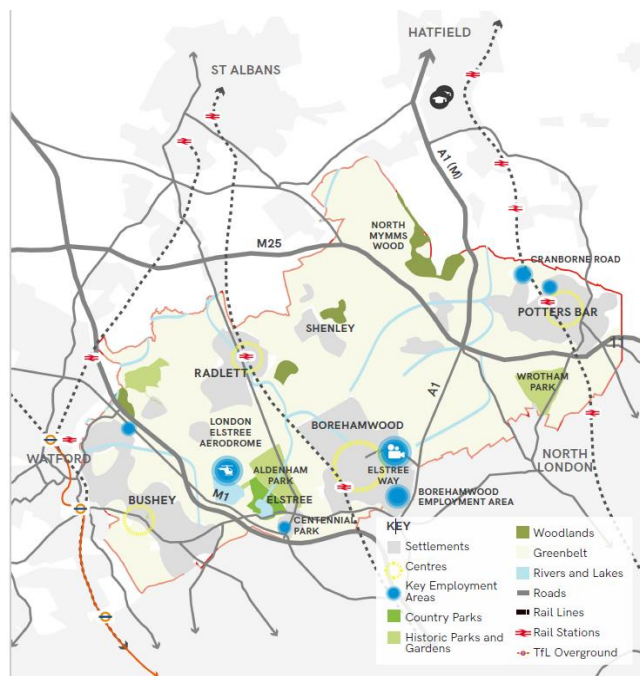 HATFIELD
ST ALBANS
A1 (M)
NORTH
MYMMS
WOOD
M25
CRANBORNE ROAD
POTTERS BAR
SHENLEY
RADLETT
WROTHAM
PARK
A1
LONDON
ELSTREE
AERODROME
BOREHAMWOOD
WATFORD
ALDENHAM
PARK
ELSTREE
WAY
NORTH
LONDON
BUSHEY
M1
ELSTREE
BOREHAMWOOD
EMPLOYMENT AREA
CENTENNIAL
PARK
KEY
Settlements
Centres
Key Employment
Areas
Country Parks
Historic Parks and
Gardens
Woodlands
Greenbelt
Rivers and Lakes
Roads
Rail Lines
Rail Stations
TfL Overground